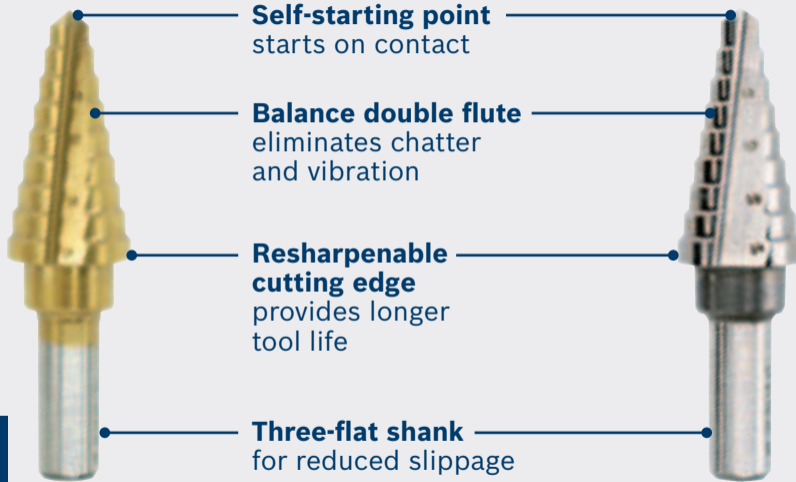 Self-starting point
starts on contact
Balance double flute
eliminates chatter
and vibration
Resharpenable
cutting edge
provides longer
tool life
Three-flat shank
for reduced slippage